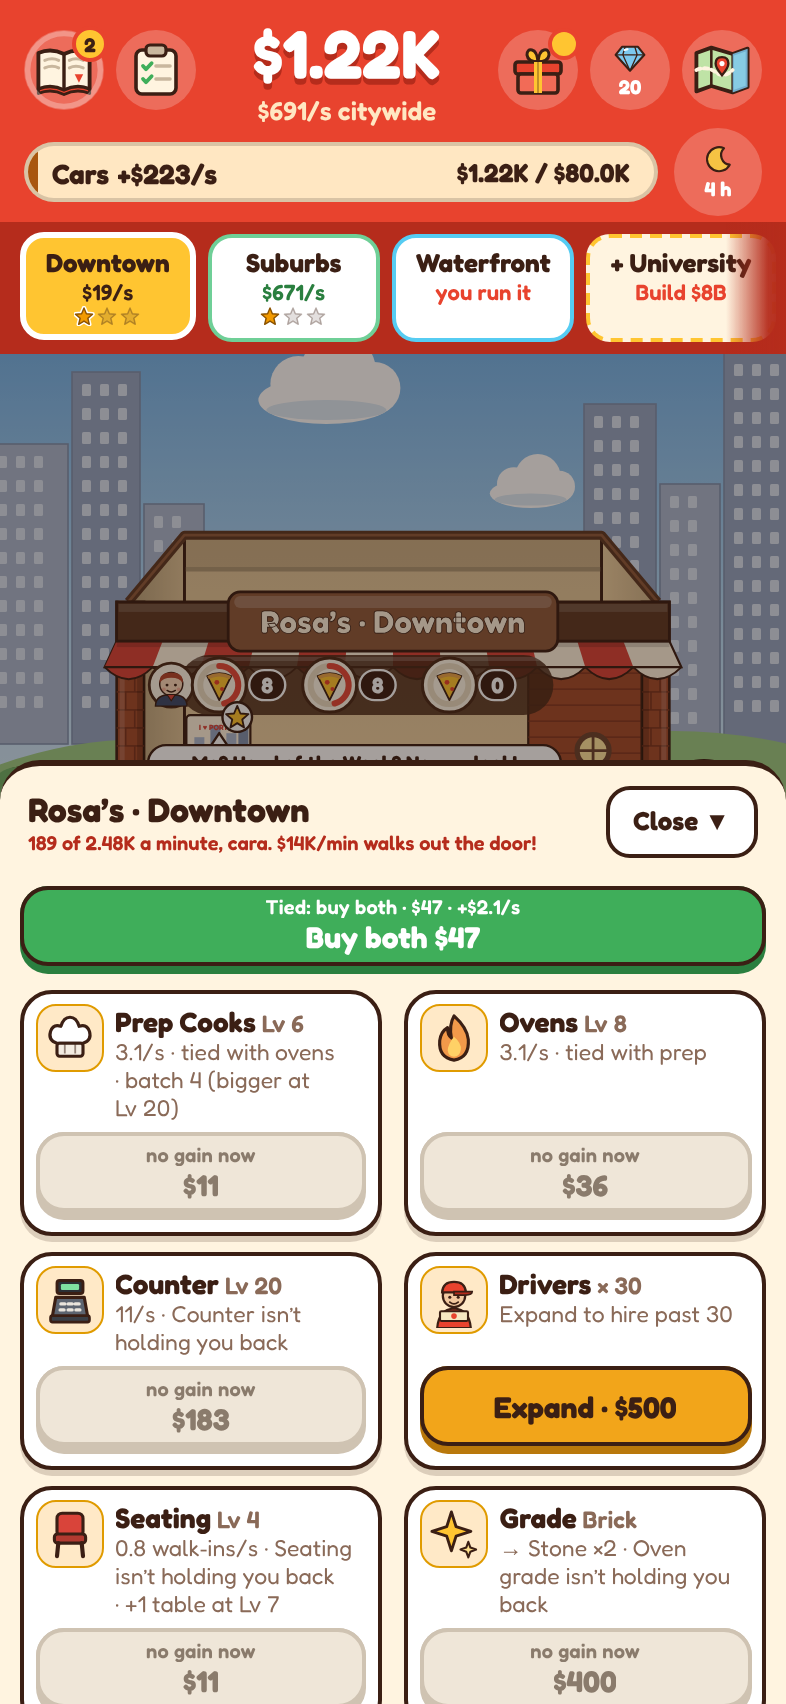 2
$1.22K
$691/s citywide
20
Cars +$223/s
$1.22K / $80.0K
4 h
Downtown
$19/s
Suburbs
$671/s
Waterfront
you run it
+ University
Build $8B
Rosa's · Downtown
8
8
0
Rosa's · Downtown
189 of 2.48K a minute, cara. $14K/min walks out the door!
Close ▼
Tied: buy both · $47 · +$2.1/s
Buy both $47
Prep Cooks Lv 6
3.1/s · tied with ovens
· batch 4 (bigger at
Lv 20)
no gain now
$11
Ovens Lv 8
3.1/s · tied with prep
no gain now
$36
Counter Lv 20
11/s · Counter isn't
holding you back
no gain now
$183
Drivers × 30
Expand to hire past 30
Expand · $500
Seating Lv 4
0.8 walk-ins/s · Seating
isn't holding you back
· +1 table at Lv 7
no gain now
$11
Grade Brick
→ Stone ×2 · Oven
grade isn't holding you
back
no gain now
$400